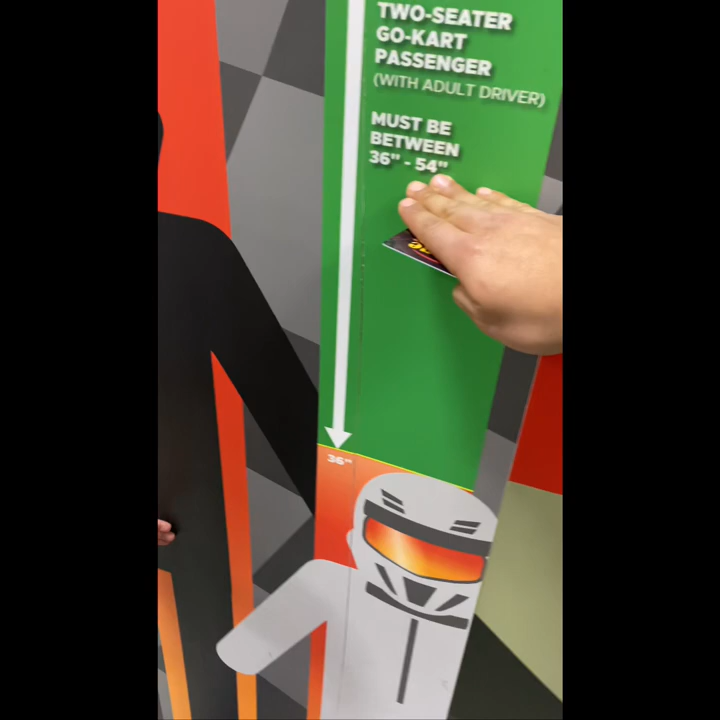 TWO-SEATER
GO-KART
PASSENGER
(WITH ADULT DRIVER)
MUST BE
BETWEEN
36" - 54"
36"